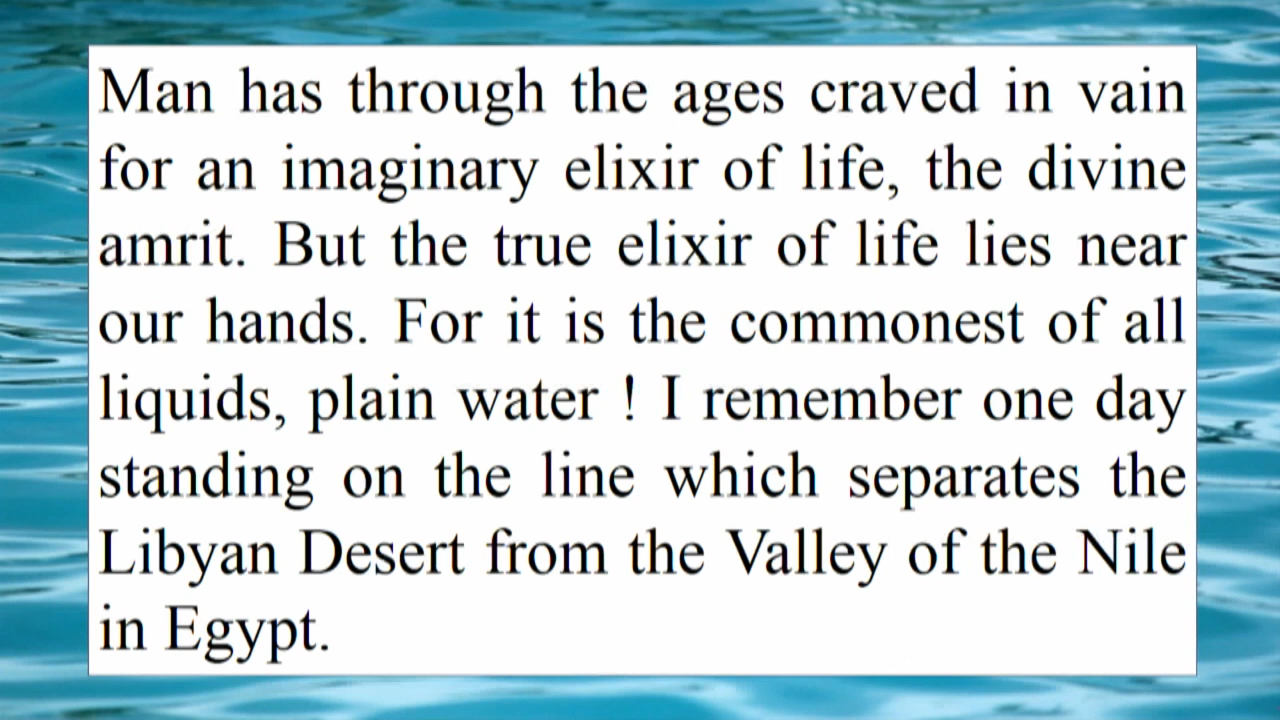 Man has through the ages craved in vain
for an imaginary elixir of life, the divine
amrit. But the true elixir of life lies near
our hands. For it is the commonest of all
liquids, plain water ! I remember one day
standing on the line which separates the
Libyan Desert from the Valley of the Nile
in Egypt.